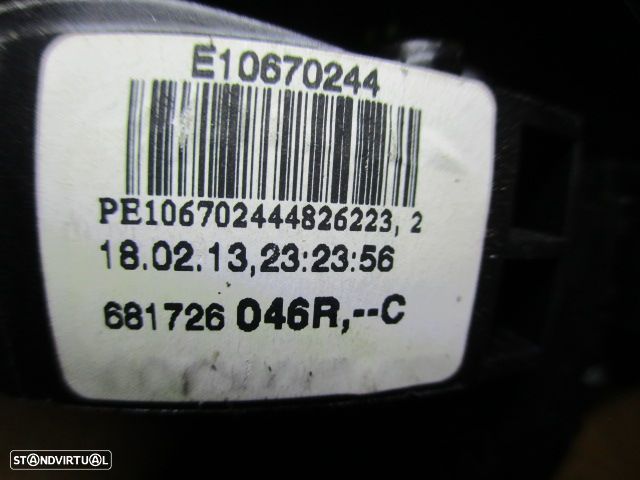 E10670244
PE106702444826223, 2
18.02.13,23:23:56
681726 046R,--C
STANDVIRTUAL